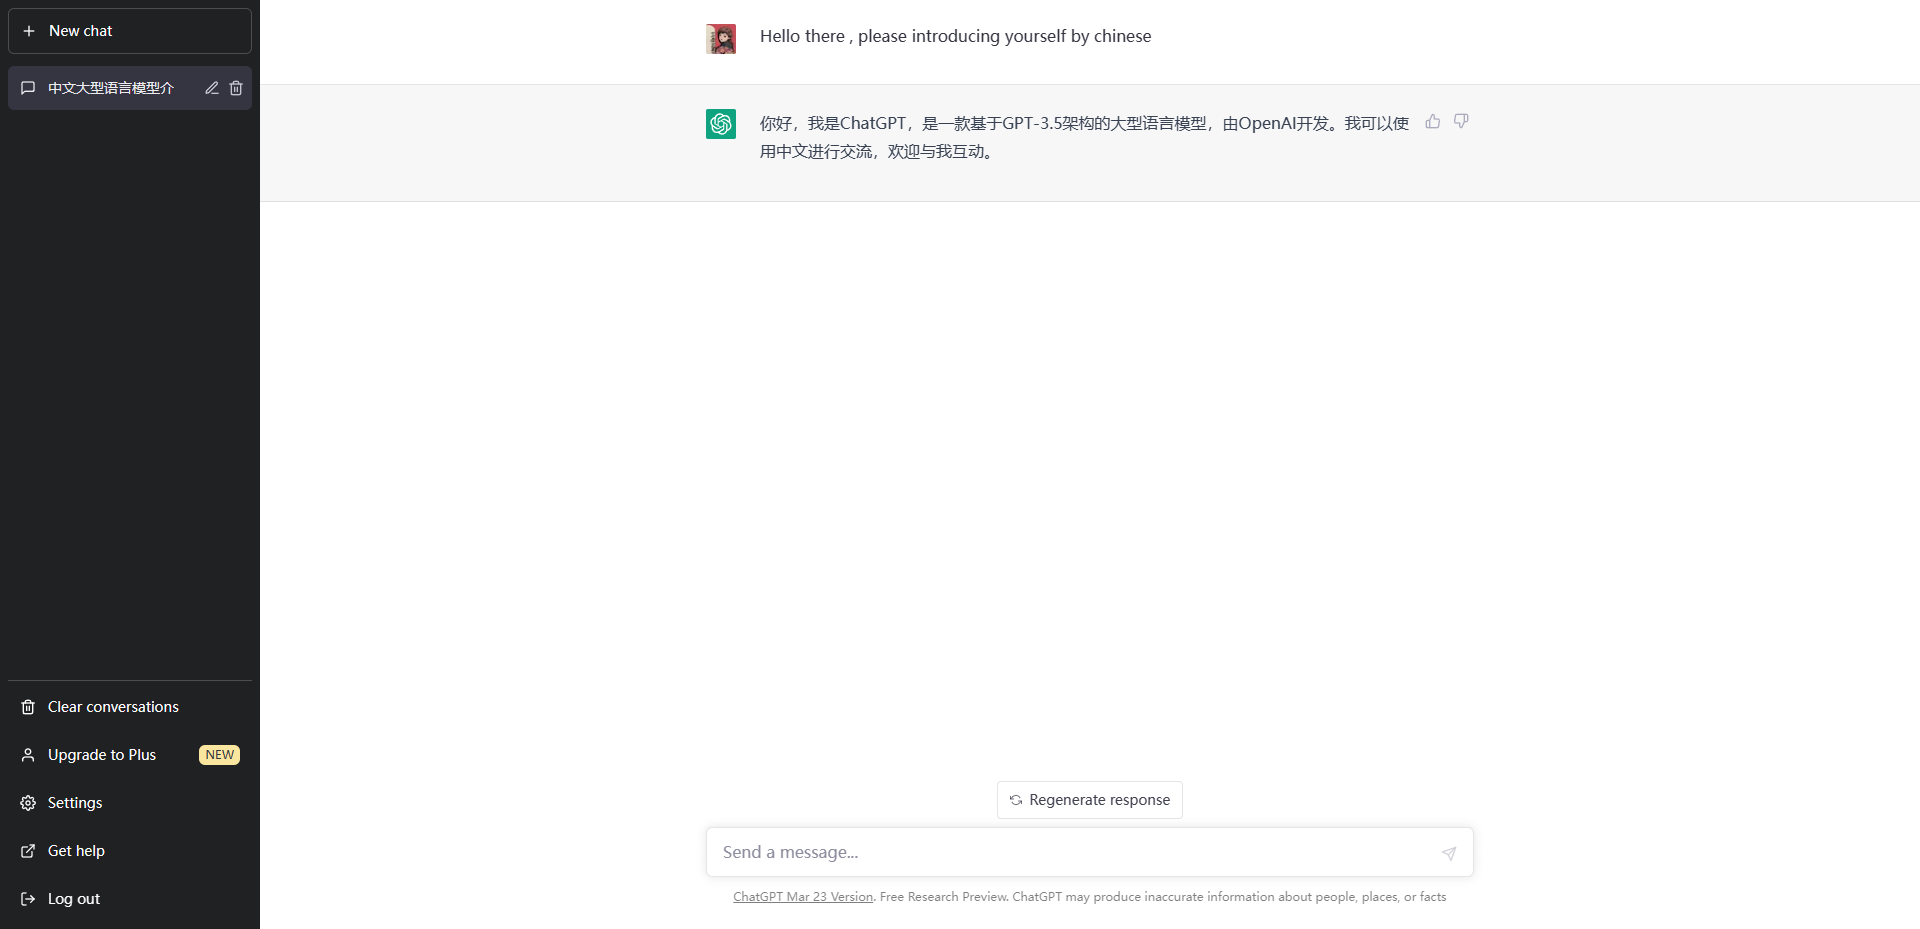 New chat
中文大型语言模型介
Clear conversations
Upgrade to Plus NEW
Settings
Get help
Log out
Hello there , please introducing yourself by chinese
你好，我是ChatGPT，是一款基于GPT-3.5架构的大型语言模型，由OpenAI开发。我可以使
用中文进行交流，欢迎与我互动。
Regenerate response
Send a message...
ChatGPT Mar 23 Version. Free Research Preview. ChatGPT may produce inaccurate information about people, places, or facts